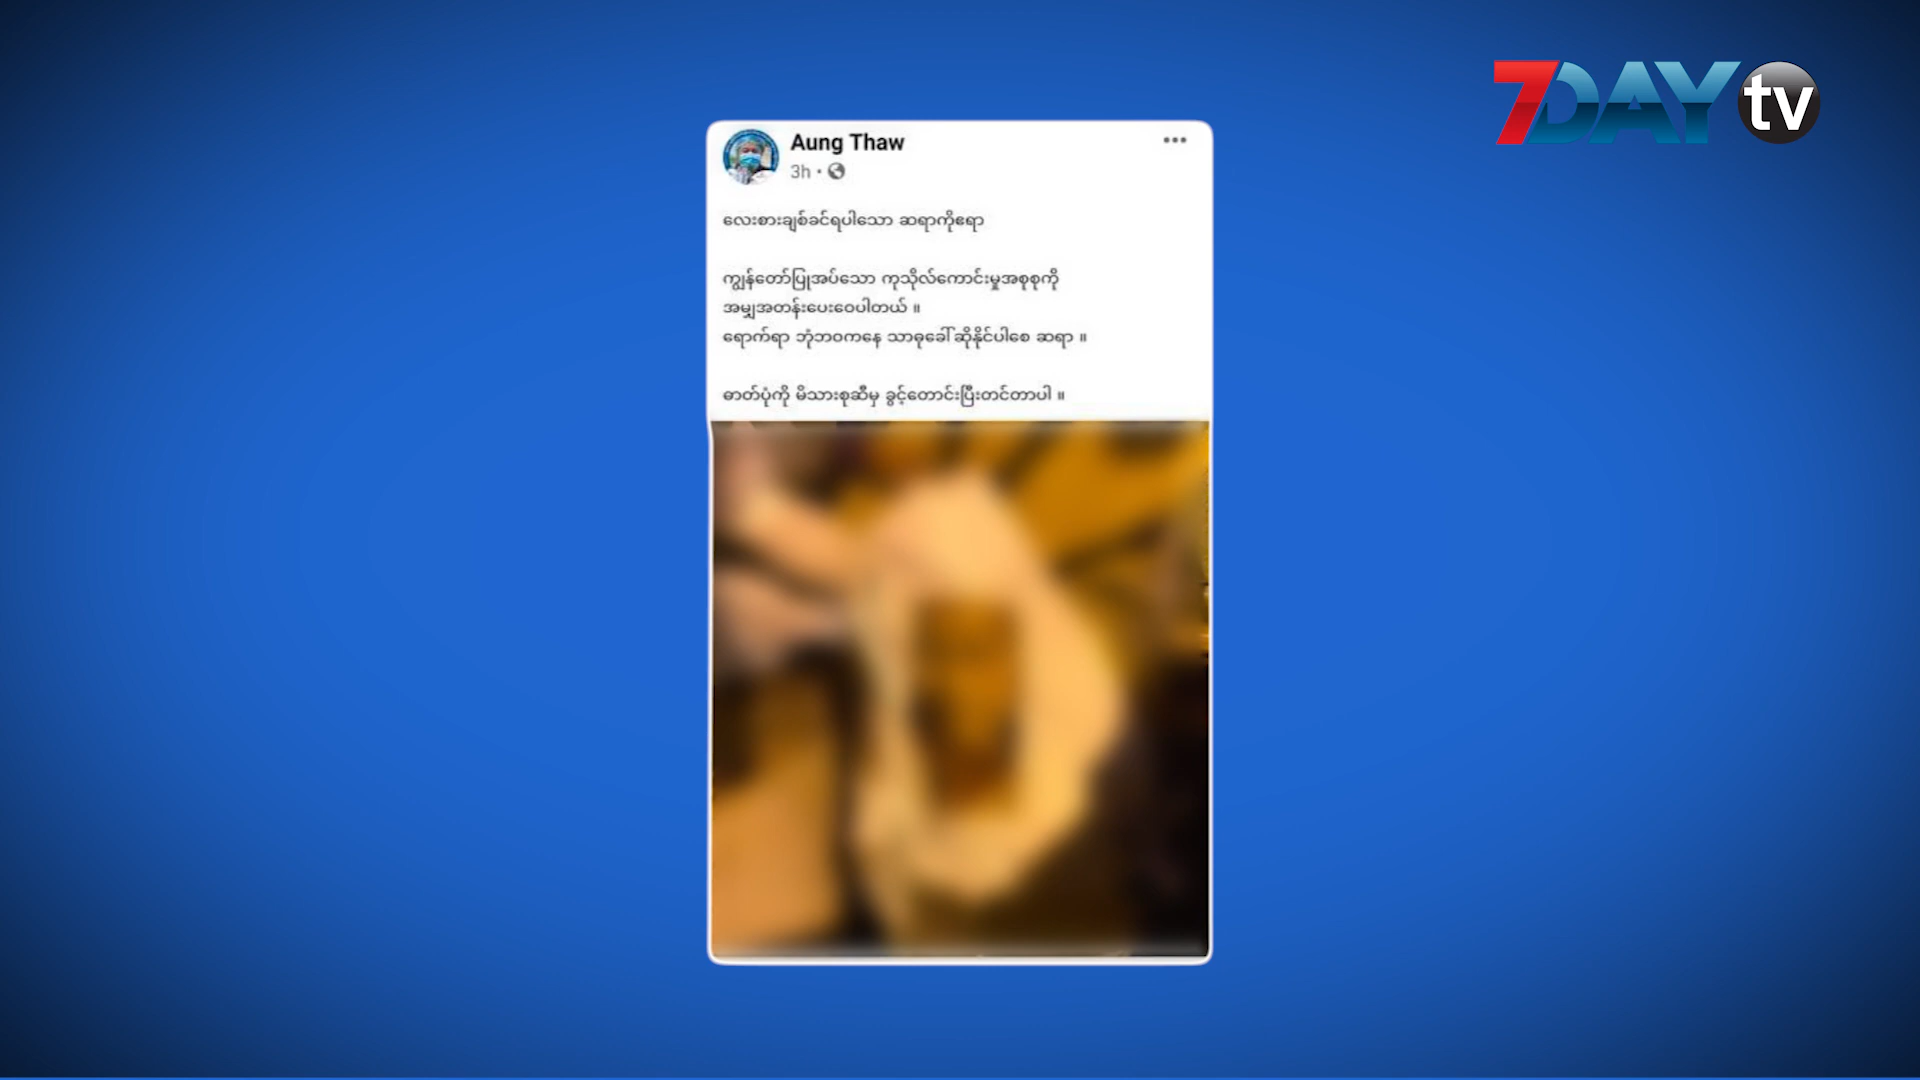 7DAY tv
Aung Thaw
3h
လေးစားချစ်ခင်ရပါသော ဆရာကိုဧရာ
ကျွန်တော်ပြုအပ်သော ကုသိုလ်ကောင်းမှုအစုစုကို
အမျှအတန်းပေးဝေပါတယ် ။
ရောက်ရာ ဘုံဘဝကနေ သာဓုခေါ်ဆိုနိုင်ပါစေ ဆရာ ။
ဓာတ်ပုံကို မိသားစုဆီမှ ခွင့်တောင်းပြီးတင်တာပါ ။